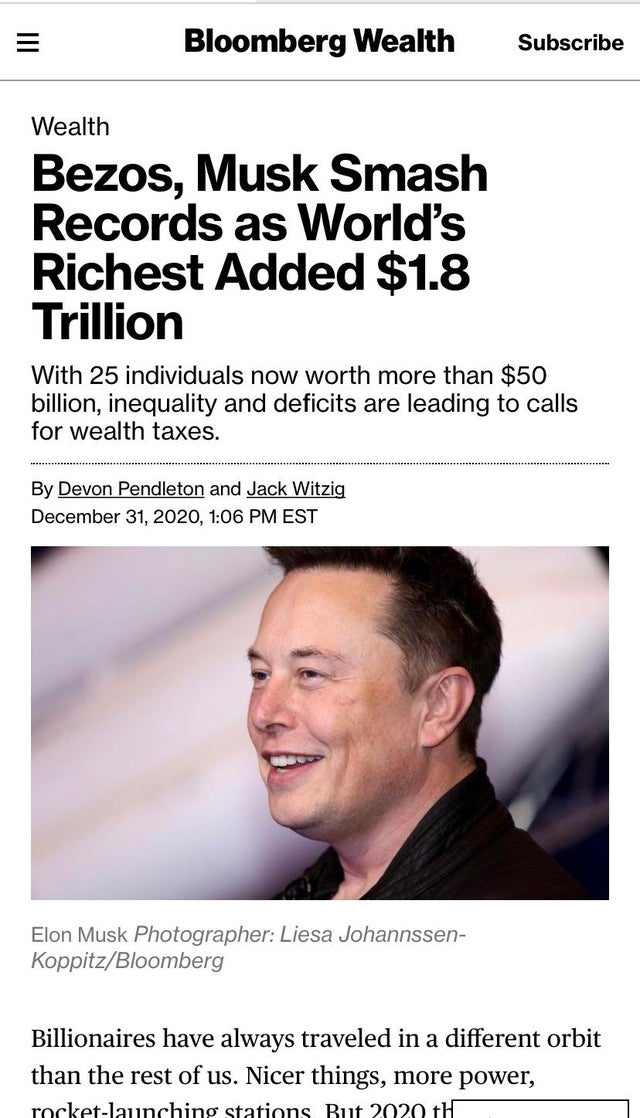 Bloomberg Wealth Subscribe
Wealth
Bezos, Musk Smash
Records as World’s
Richest Added $1.8
Trillion
With 25 individuals now worth more than $50
billion, inequality and deficits are leading to calls
for wealth taxes.
By Devon Pendleton and Jack Witzig
December 31, 2020, 1:06 PM EST
Elon Musk Photographer: Liesa Johannssen-
Koppitz/Bloomberg
Billionaires have always traveled in a different orbit
than the rest of us. Nicer things, more power,
rocket-launching stations. But 2020 th